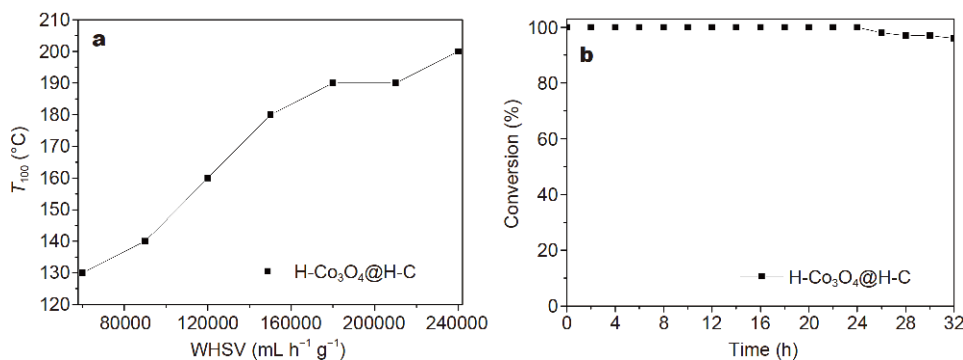 a
200
190
180
170
160
150
140
130
120
T₁₀₀ (°C)
H-Co₃O₄@H-C
80000 120000 160000 200000 240000
WHSV (mL h⁻¹ g⁻¹)
b
100
80
60
40
20
0
Conversion (%)
H-Co₃O₄@H-C
0 4 8 12 16 20 24 28 32
Time (h)